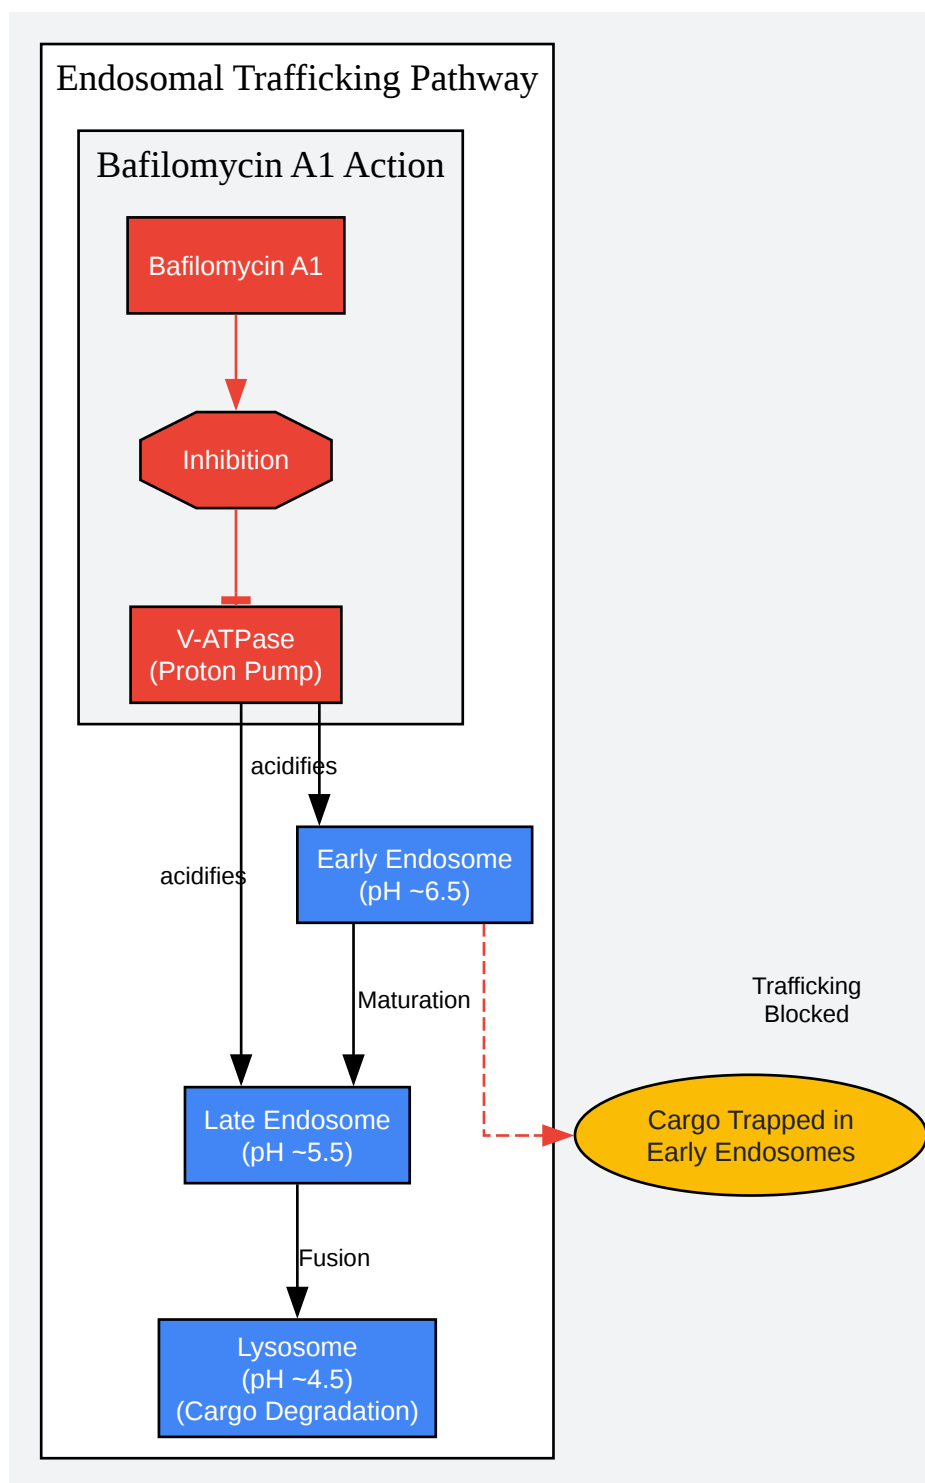 Endosomal Trafficking Pathway
Bafilomycin A1 Action
Bafilomycin A1
Inhibition
V-ATPase
(Proton Pump)
acidifies
Early Endosome
(pH ~6.5)
acidifies
Maturation
Trafficking
Blocked
Late Endosome
(pH ~5.5)
Cargo Trapped in
Early Endosomes
Fusion
Lysosome
(pH ~4.5)
(Cargo Degradation)